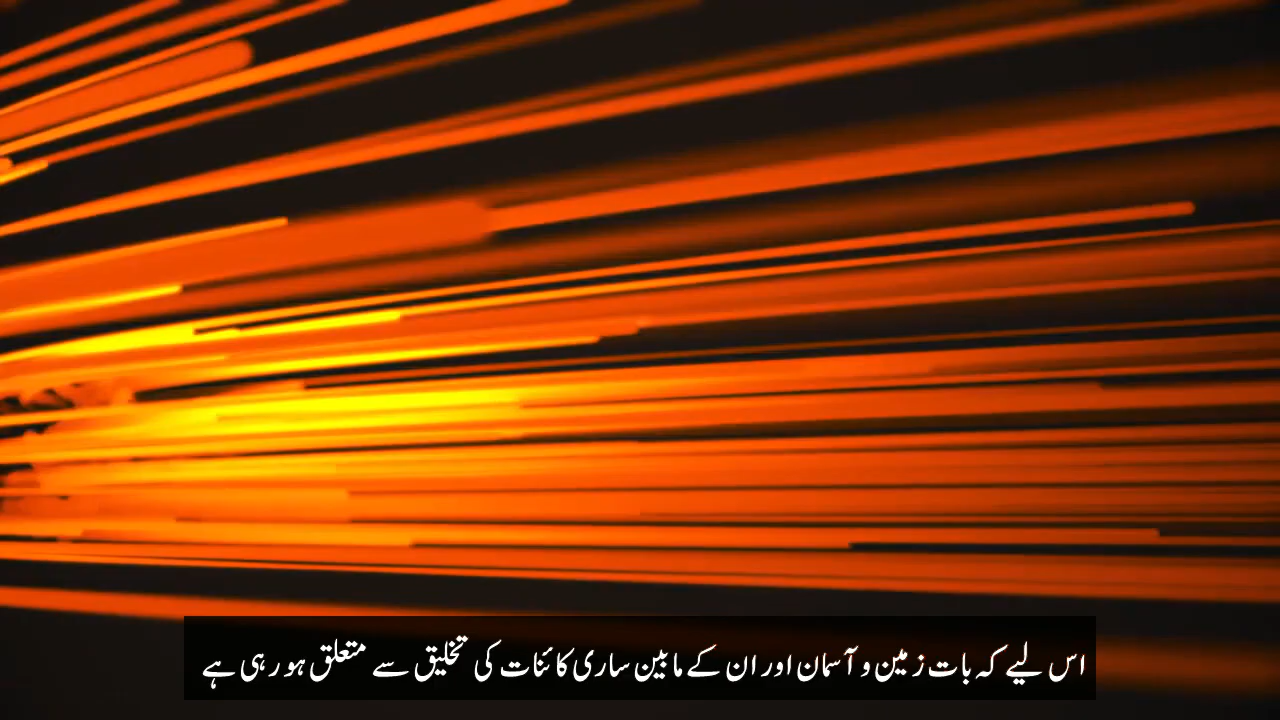 اس لیے کہ بات زمین و آسمان اور ان کے مابین ساری کائنات کی تخلیق سے متعلق ہو رہی ہے